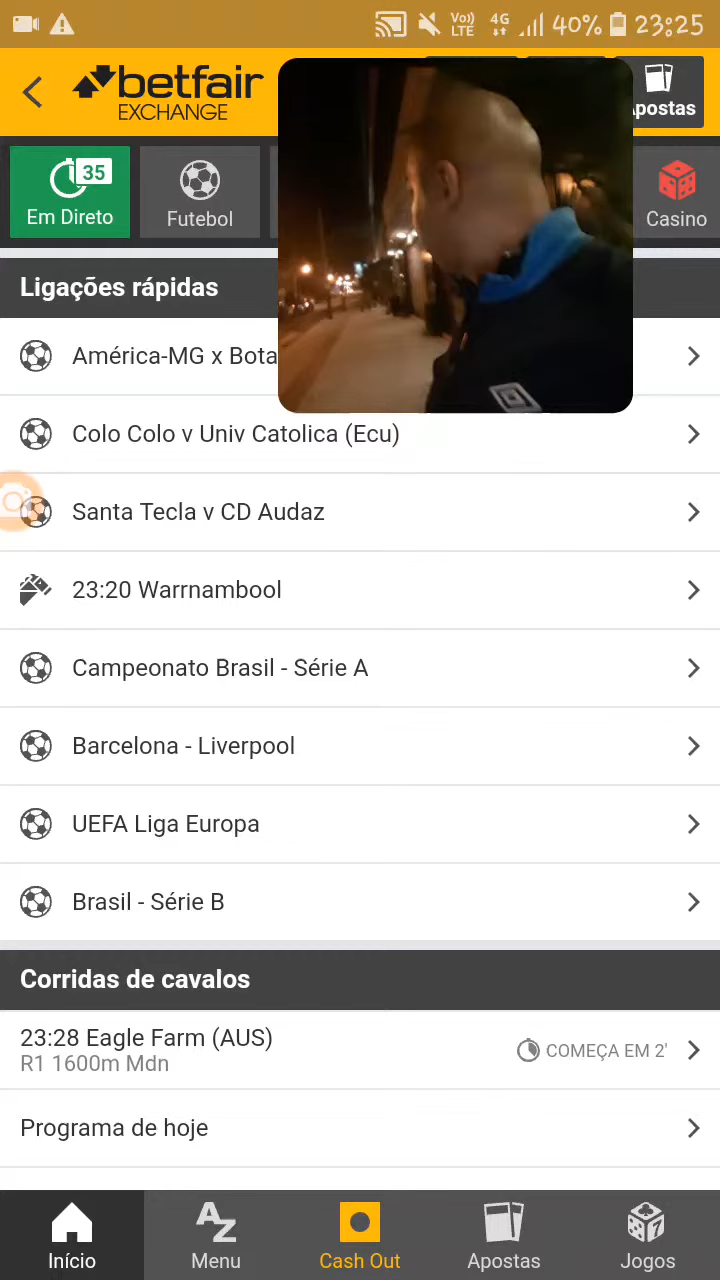 Vo)) LTE 4G 40% 23:25
betfair
EXCHANGE
Apostas
35
Em Direto
Futebol
Casino
Ligações rápidas
América-MG x Bota
Colo Colo v Univ Catolica (Ecu)
Santa Tecla v CD Audaz
23:20 Warrnambool
Campeonato Brasil - Série A
Barcelona - Liverpool
UEFA Liga Europa
Brasil - Série B
Corridas de cavalos
23:28 Eagle Farm (AUS)
R1 1600m Mdn
COMEÇA EM 2'
Programa de hoje
Início
Menu
Cash Out
Apostas
Jogos